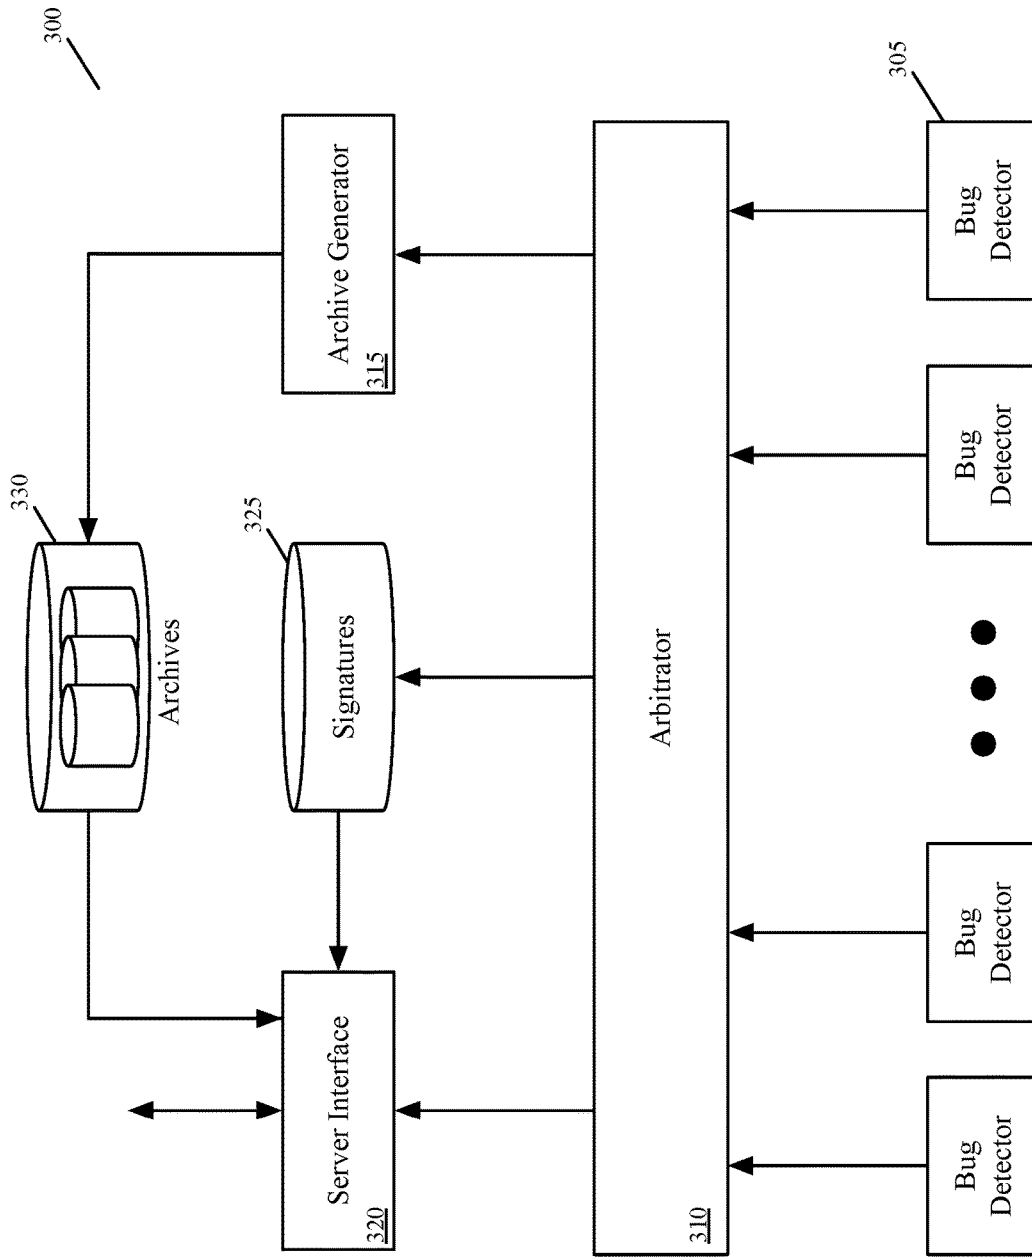 300
330
Archives
Archive Generator
315
325
Signatures
Server Interface
320
Arbitrator
310
305
Bug
Detector
Bug
Detector
Bug
Detector
Bug
Detector